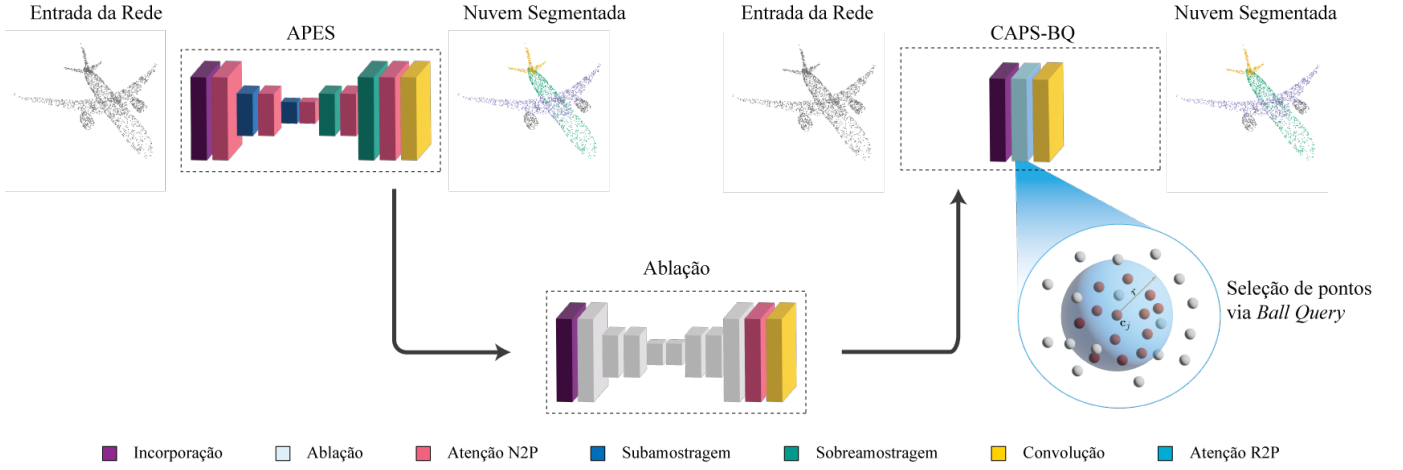 Entrada da Rede
APES
Nuvem Segmentada
Entrada da Rede
CAPS-BQ
Nuvem Segmentada
Ablação
r
c_j
Seleção de pontos
via Ball Query
Incorporação
Ablação
Atenção N2P
Subamostragem
Sobreamostragem
Convolução
Atenção R2P